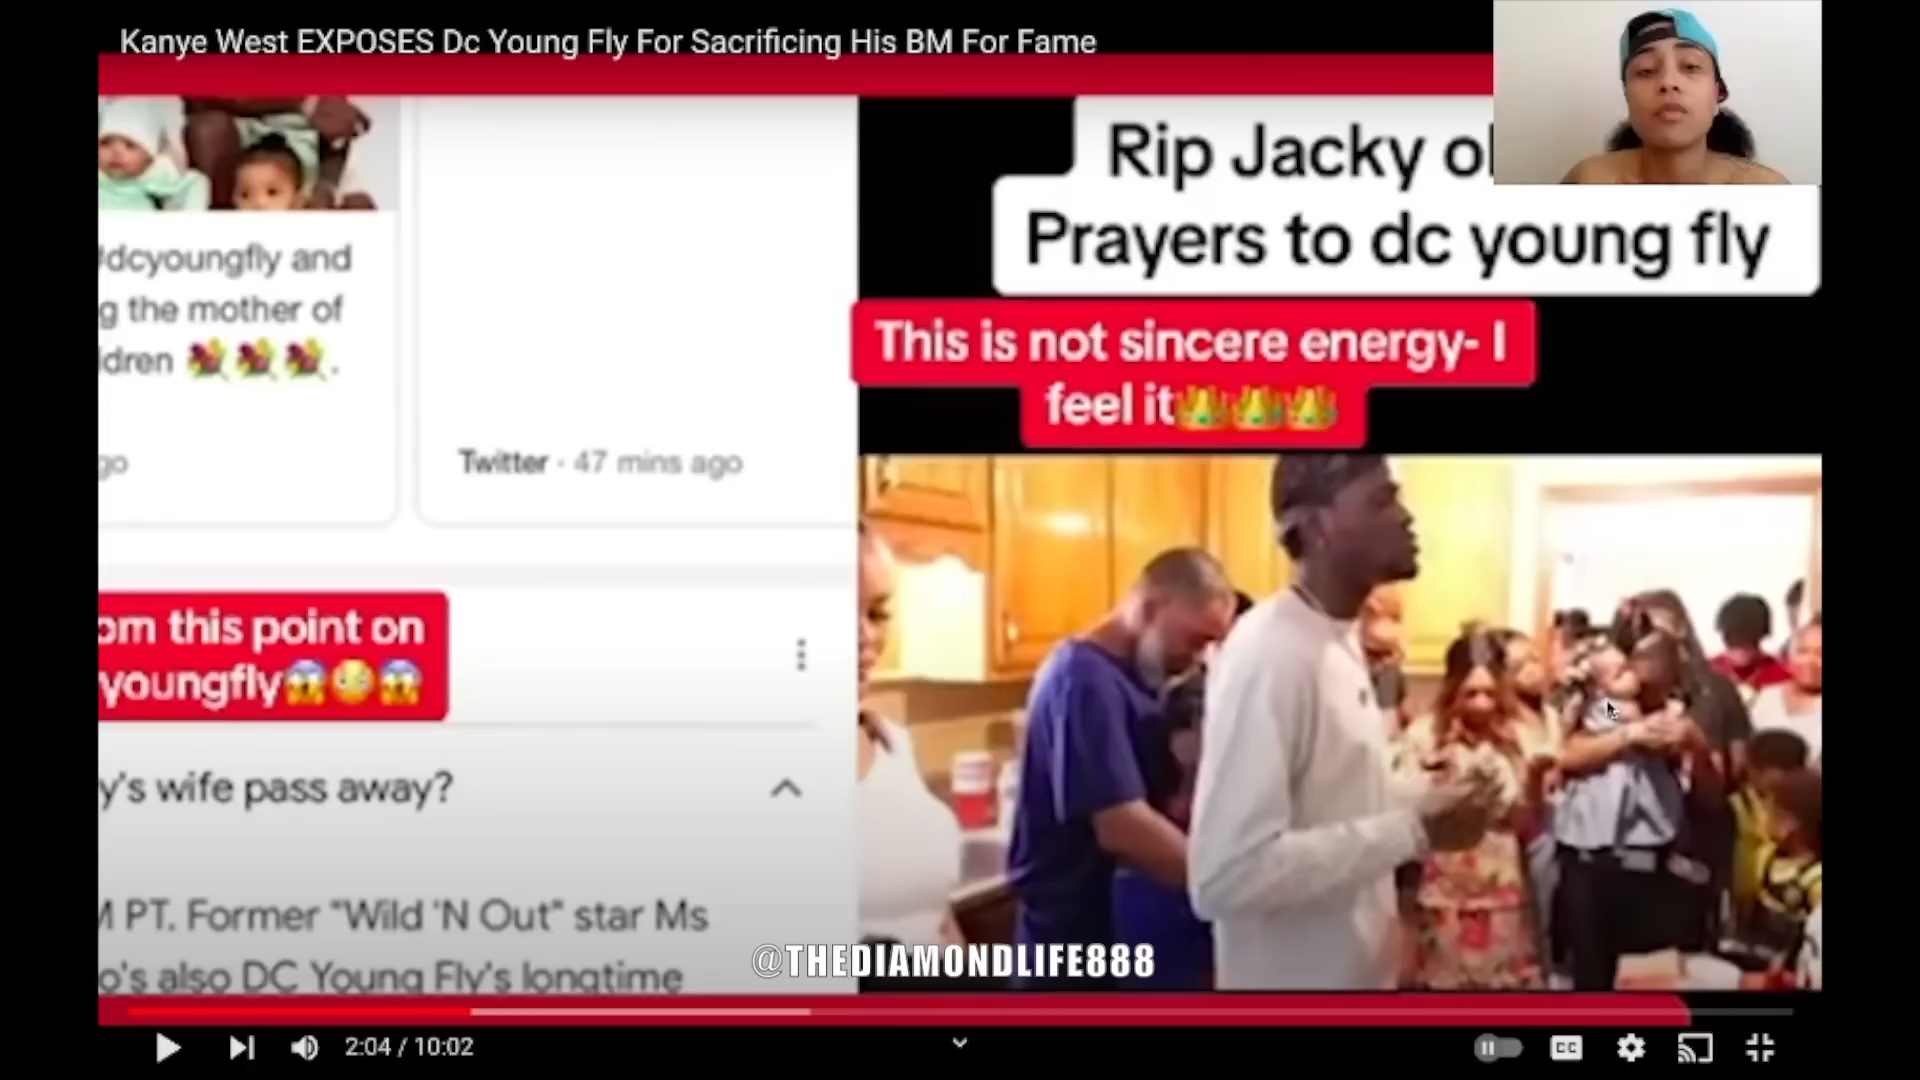 Kanye West EXPOSES Dc Young Fly For Sacrificing His BM For Fame
#dcyoungfly and
g the mother of
dren 💐💐💐.
go
Twitter · 47 mins ago
om this point on
youngfly😱😳😱
y's wife pass away?
M PT. Former "Wild 'N Out" star Ms
o's also DC Young Fly's longtime
Rip Jacky o
Prayers to dc young fly
This is not sincere energy- I
feel it👑👑👑
@THEDIAMONDLIFE888
2:04 / 10:02
CC